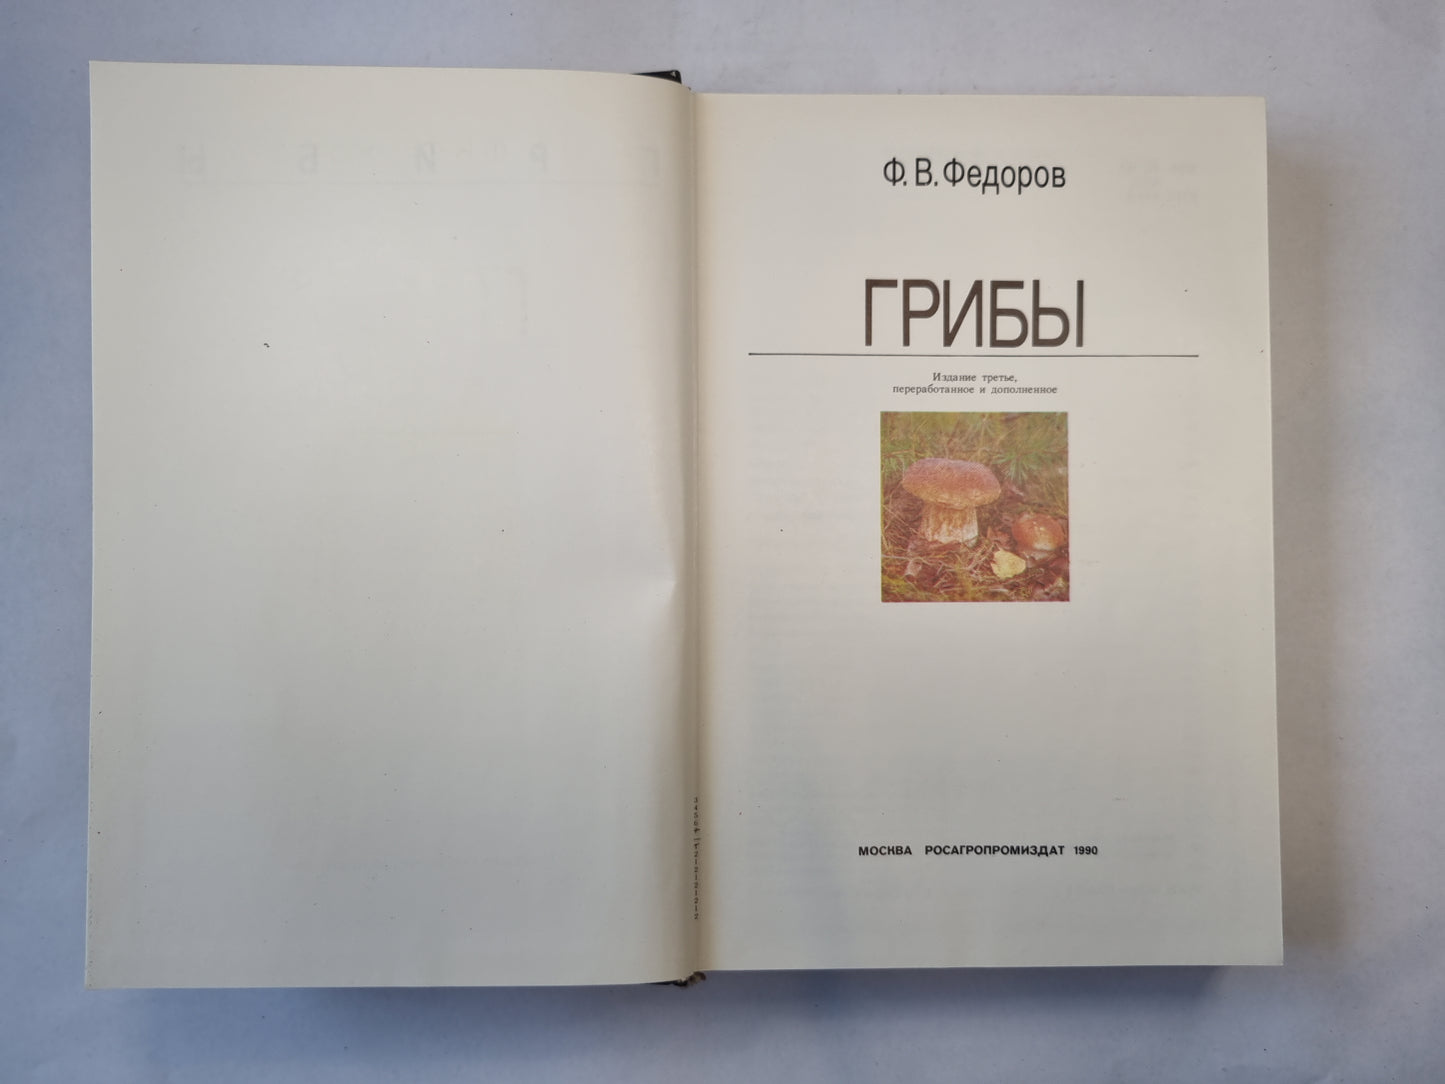 Ф. В. Федоров
ГРИБЫ
Издание третье,
переработанное и дополненное
МОСКВА РОСАГРОПРОМИЗДАТ 1990